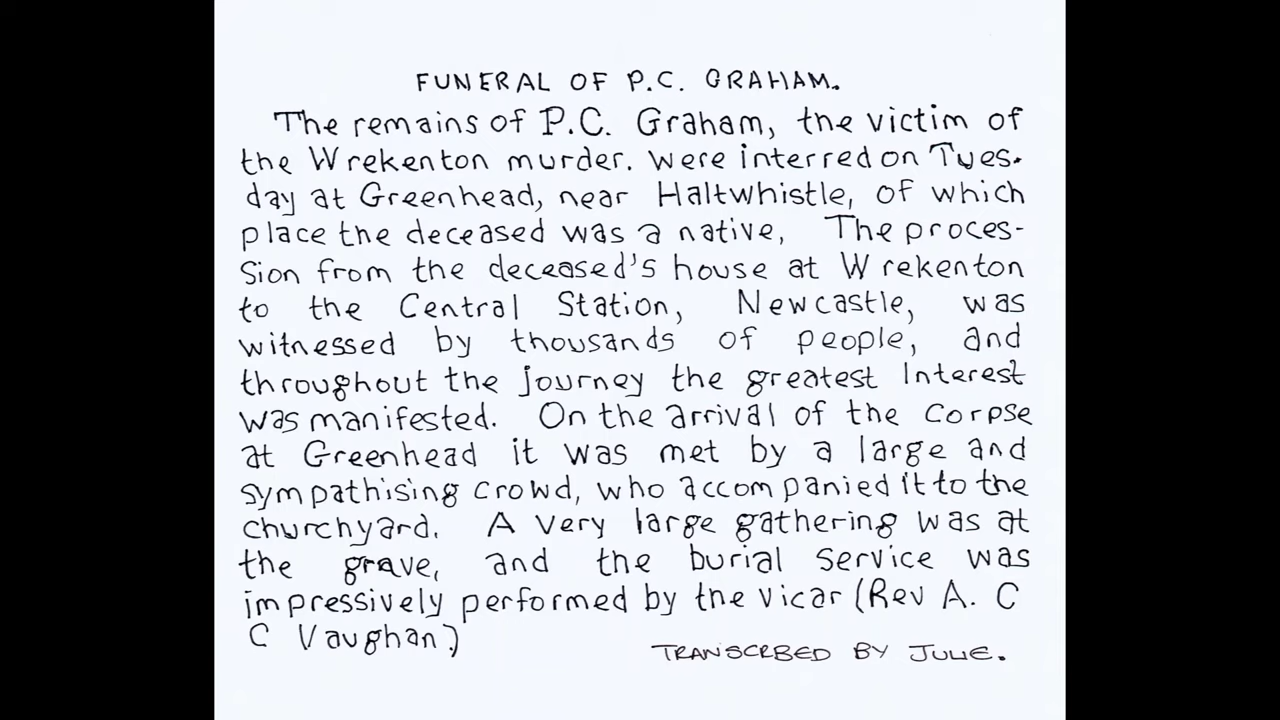 FUNERAL OF P.C. GRAHAM.
The remains of P.C. Graham, the victim of
the Wrekenton murder. were interred on Tues-
day at Greenhead, near Haltwhistle, of which
place the deceased was a native, The proces-
sion from the deceased's house at Wrekenton
to the Central Station, Newcastle, was
witnessed by thousands of people, and
throughout the journey the greatest Interest
was manifested. On the arrival of the corpse
at Greenhead it was met by a large and
sympathising crowd, who accompanied it to the
churchyard. A very large gathering was at
the grave, and the burial service was
impressively performed by the vicar (Rev A. C
C Vaughan)
TRANSCRBED BY JULIE.